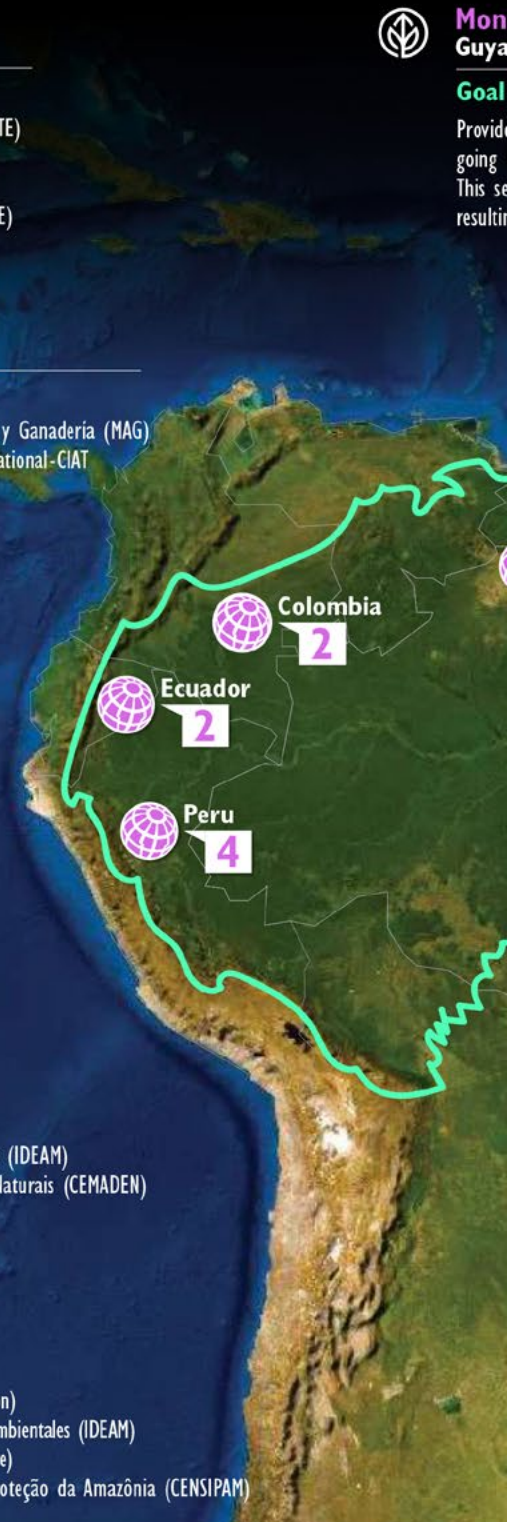 Mon
Guya
Goal
Provide
going
This se
resultin
TE)
E)
y Ganadería (MAG)
ational-CIAT
Colombia
2
Ecuador
2
Peru
4
(IDEAM)
Naturais (CEMADEN)
n)
mbientales (IDEAM)
e)
oteção da Amazônia (CENSIPAM)